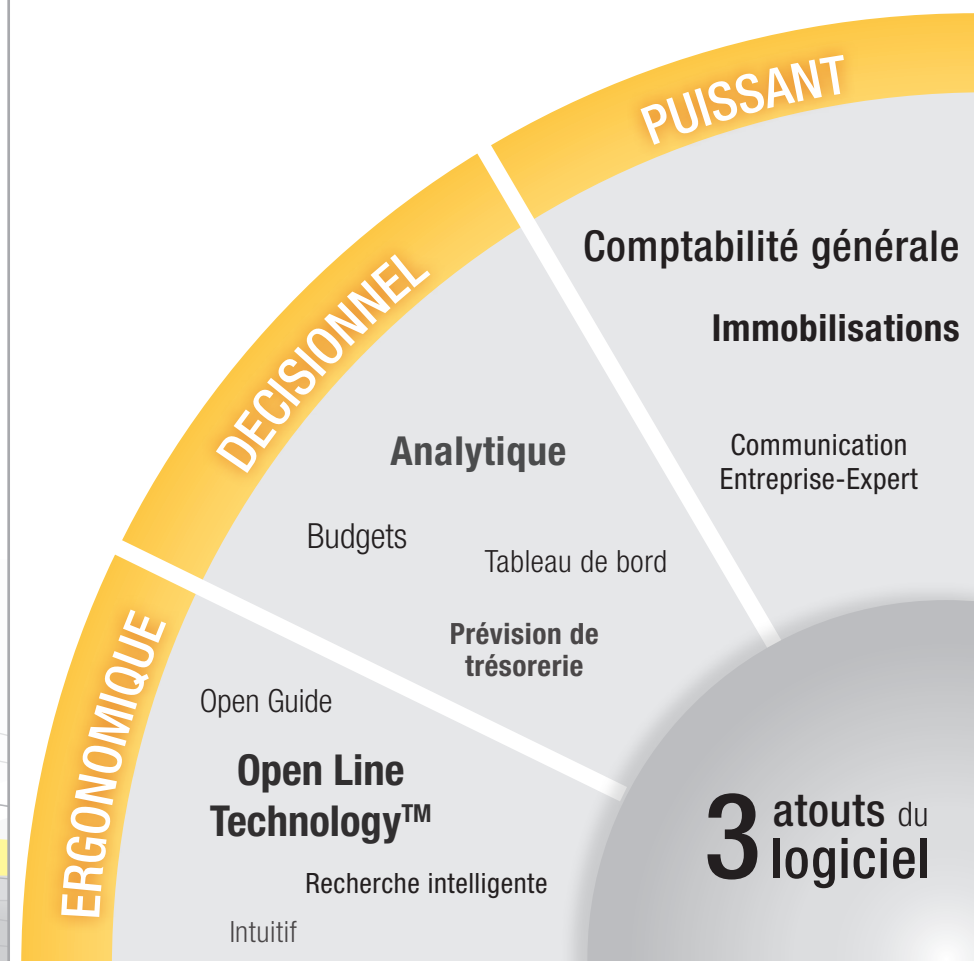 PUISSANT
Comptabilité générale
Immobilisations
Communication
Entreprise-Expert
DECISIONNEL
Analytique
Budgets
Tableau de bord
Prévision de
trésorerie
ERGONOMIQUE
Open Guide
Open Line
Technology™
Recherche intelligente
Intuitif
3 atouts du
logiciel